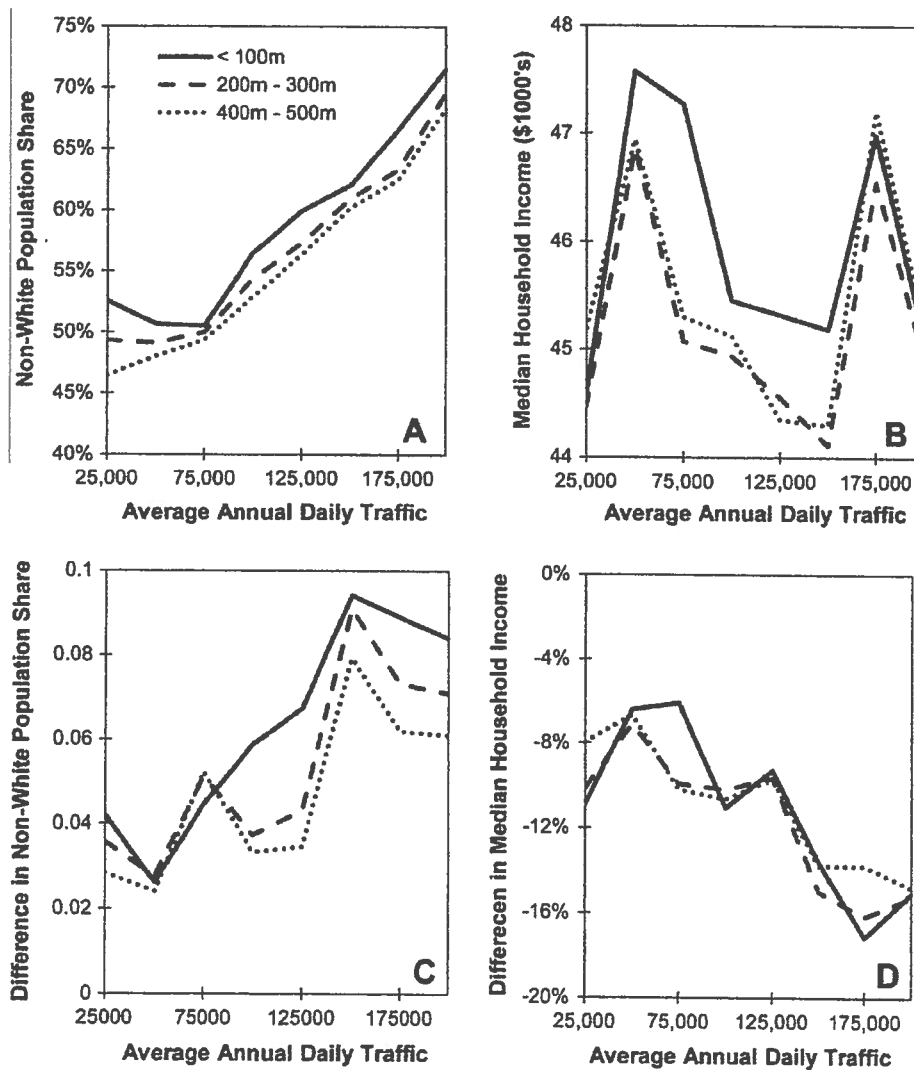 Non-White Population Share
75%
70%
65%
60%
55%
50%
45%
40%
< 100m
200m - 300m
400m - 500m
A
25,000 75,000 125,000 175,000
Average Annual Daily Traffic
Median Household Income ($1000's)
48
47
46
45
44
B
25,000 75,000 125,000 175,000
Average Annual Daily Traffic
Difference in Non-White Population Share
0.1
0.08
0.06
0.04
0.02
0
C
25000 75000 125000 175000
Average Annual Daily Traffic
Differecen in Median Household Income
0%
-4%
-8%
-12%
-16%
-20%
D
25,000 75,000 125,000 175,000
Average Annual Daily Traffic